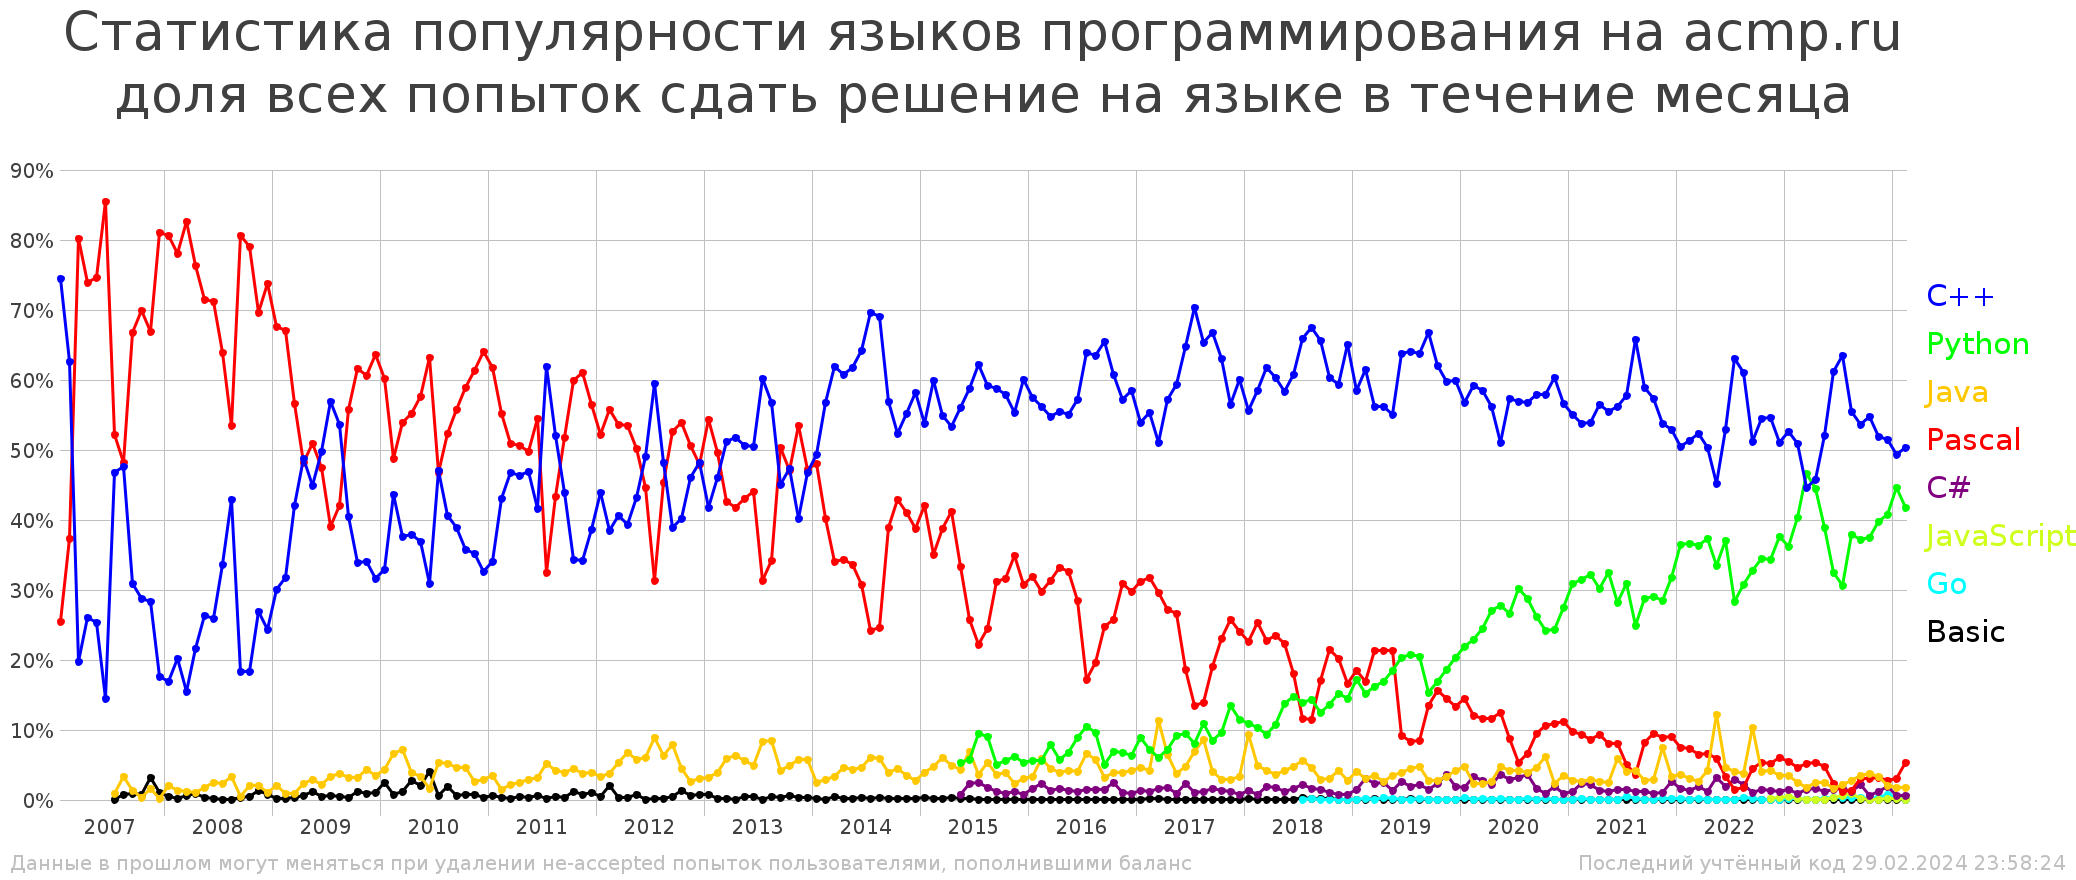 Статистика популярности языков программирования на acmp.ru
доля всех попыток сдать решение на языке в течение месяца
90%
80%
70%
60%
50%
40%
30%
20%
10%
0%
2007 2008 2009 2010 2011 2012 2013 2014 2015 2016 2017 2018 2019 2020 2021 2022 2023
C++
Python
Java
Pascal
C#
JavaScript
Go
Basic
Данные в прошлом могут меняться при удалении не-accepted попыток пользователями, пополнившими баланс
Последний учтённый код 29.02.2024 23:58:24